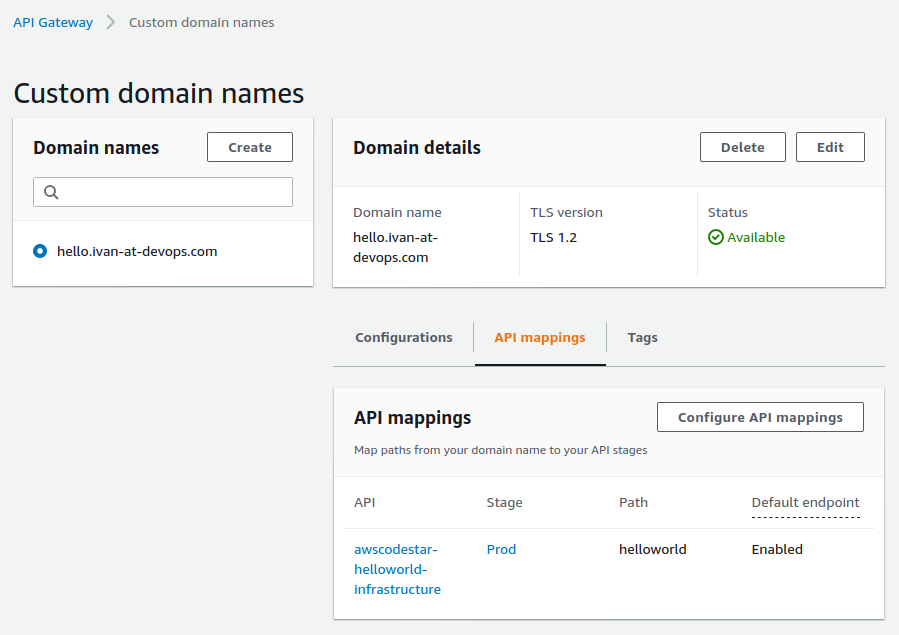 API Gateway > Custom domain names
Custom domain names
Domain names
Create
hello.ivan-at-devops.com
Domain details
Delete
Edit
Domain name
hello.ivan-at-
devops.com
TLS version
TLS 1.2
Status
Available
Configurations
API mappings
Tags
API mappings
Configure API mappings
Map paths from your domain name to your API stages
API
Stage
Path
Default endpoint
awscodestar-
helloworld-
infrastructure
Prod
helloworld
Enabled